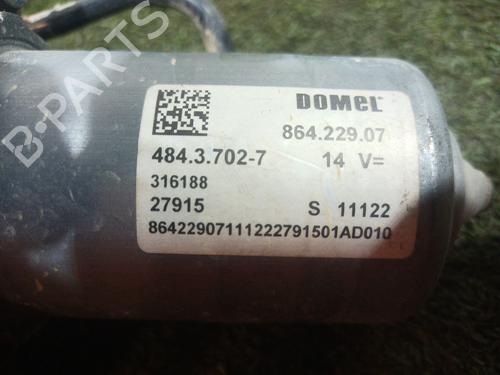 DOMEL
864.229.07
484.3.702-7 14 V=
316188
27915 S 11122
86422907111222791501AD010
B-PARTS